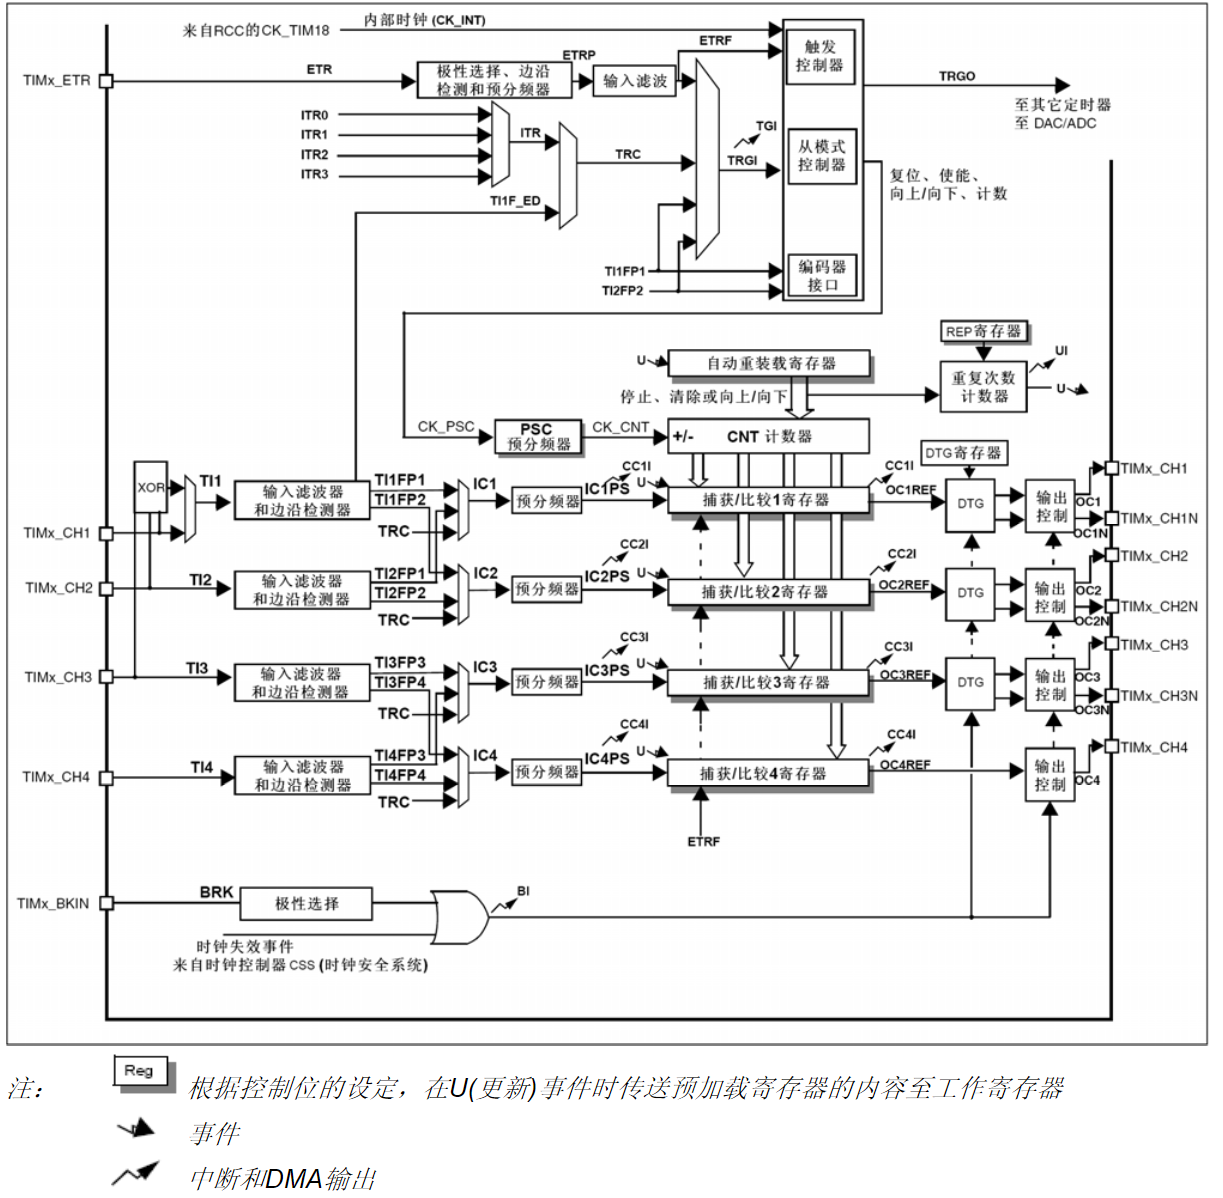 内部时钟 (CK_INT)
来自RCC的CK_TIM18
ETRF
触发
控制器
ETRP
TIMx_ETR
ETR
极性选择、边沿
检测和预分频器
输入滤波
TRGO
至其它定时器
至 DAC/ADC
ITR0
ITR1
ITR2
ITR3
ITR
TRC
TGI
TRGI
从模式
控制器
复位、使能、
向上/向下、计数
TI1F_ED
TI1FP1
TI2FP2
编码器
接口
REP寄存器
U
自动重装载寄存器
UI
重复次数
计数器
U
停止、清除或向上/向下
CK_PSC
PSC
预分频器
CK_CNT
+/-
CNT 计数器
DTG寄存器
XOR
TI1
输入滤波器
和边沿检测器
TI1FP1
TI1FP2
TRC
IC1
预分频器
IC1PS
CC1I
U
捕获/比较1寄存器
CC1I
OC1REF
DTG
输出
控制
OC1
OC1N
TIMx_CH1
TIMx_CH1N
TIMx_CH1
TIMx_CH2
TI2
输入滤波器
和边沿检测器
TI2FP1
TI2FP2
TRC
IC2
预分频器
IC2PS
CC2I
U
捕获/比较2寄存器
CC2I
OC2REF
DTG
输出
控制
OC2
OC2N
TIMx_CH2
TIMx_CH2N
TIMx_CH3
TI3
输入滤波器
和边沿检测器
TI3FP3
TI3FP4
TRC
IC3
预分频器
IC3PS
CC3I
U
捕获/比较3寄存器
CC3I
OC3REF
DTG
输出
控制
OC3
OC3N
TIMx_CH3
TIMx_CH3N
TIMx_CH4
TI4
输入滤波器
和边沿检测器
TI4FP3
TI4FP4
TRC
IC4
预分频器
IC4PS
CC4I
U
捕获/比较4寄存器
CC4I
OC4REF
输出
控制
OC4
TIMx_CH4
ETRF
TIMx_BKIN
BRK
极性选择
BI
时钟失效事件
来自时钟控制器 CSS (时钟安全系统)
注：
Reg
根据控制位的设定，在U(更新)事件时传送预加载寄存器的内容至工作寄存器
事件
中断和DMA输出